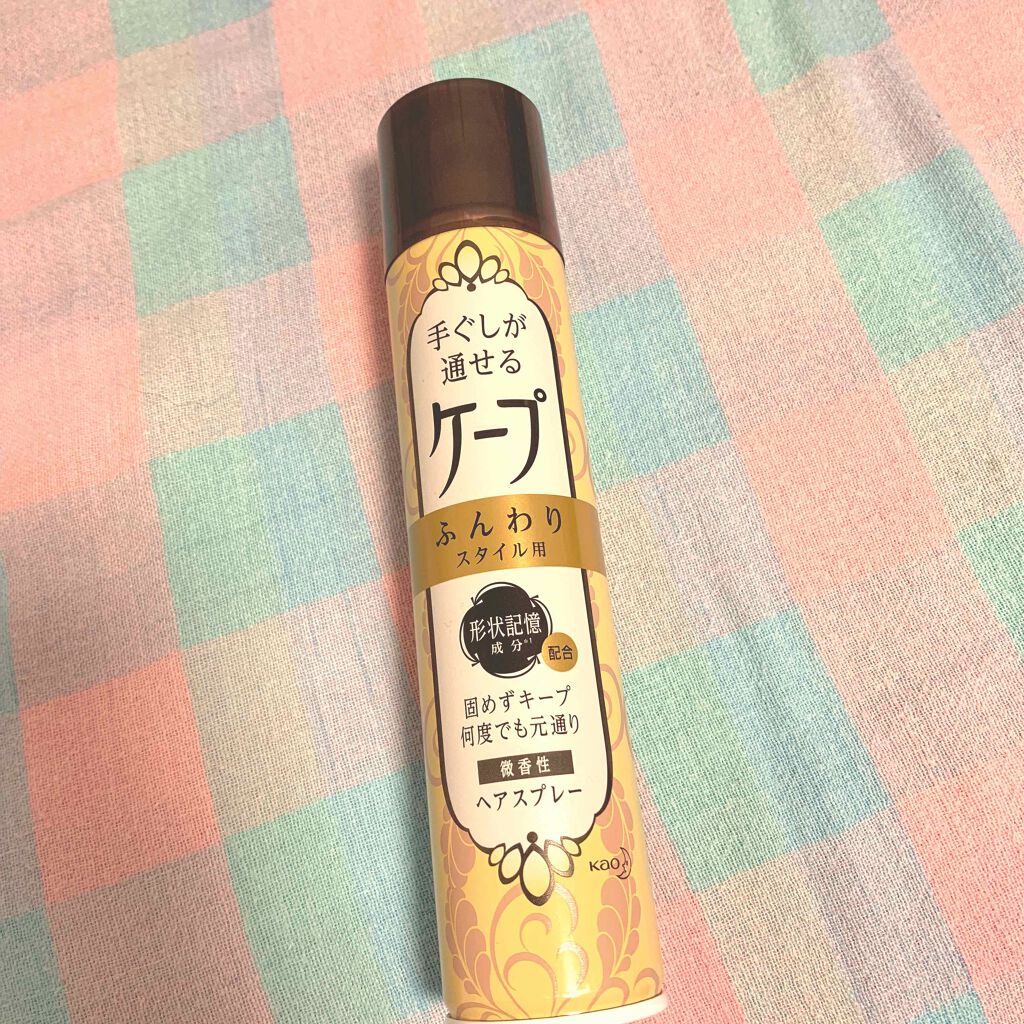 手ぐしが
通せる
ケープ
ふんわり
スタイル用
形状記憶
成分*1
配合
固めずキープ
何度でも元通り
微香性
ヘアスプレー
Kao